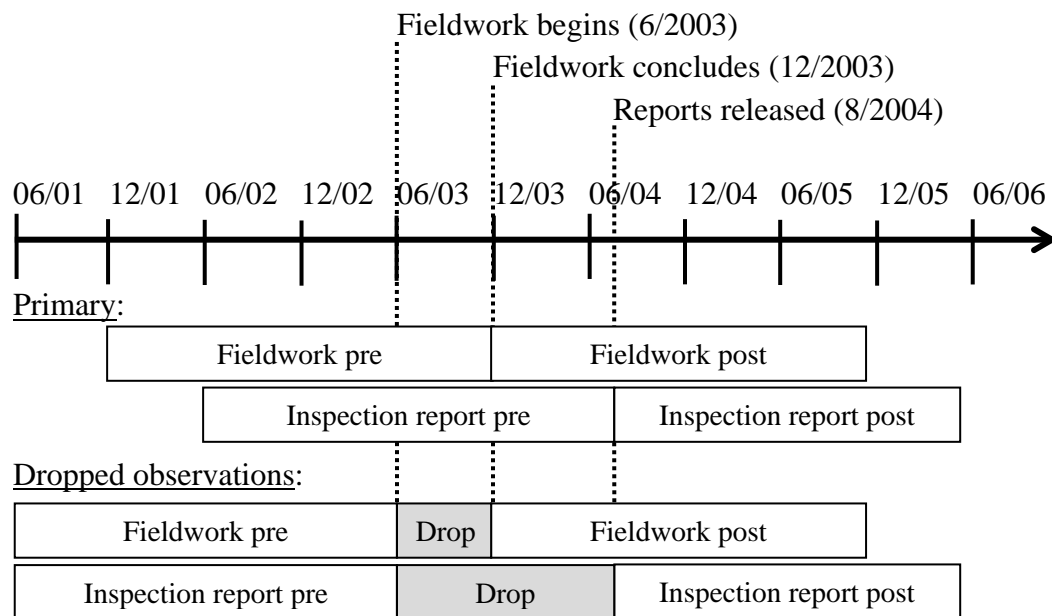 Fieldwork begins (6/2003)
Fieldwork concludes (12/2003)
Reports released (8/2004)
06/01 12/01 06/02 12/02 06/03 12/03 06/04 12/04 06/05 12/05 06/06
Primary:
Fieldwork pre Fieldwork post
Inspection report pre Inspection report post
Dropped observations:
Fieldwork pre Drop Fieldwork post
Inspection report pre Drop Inspection report post